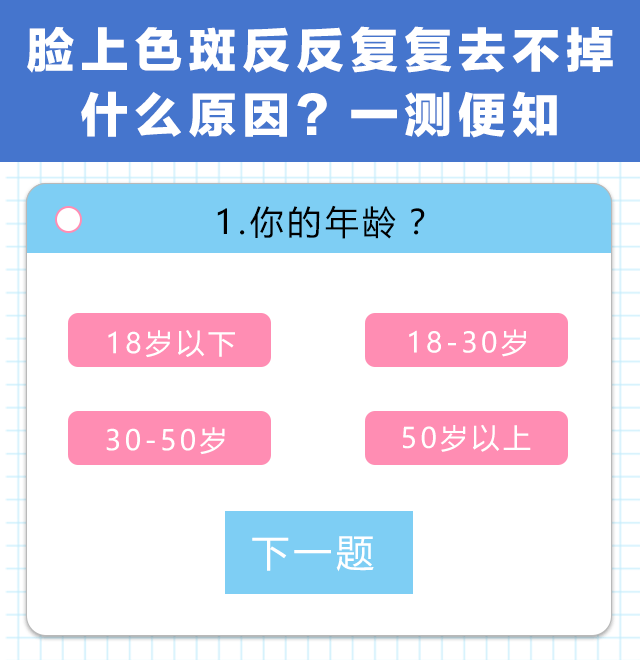 脸上色斑反反复复去不掉
什么原因？一测便知
1.你的年龄？
18岁以下
18-30岁
30-50岁
50岁以上
下一题